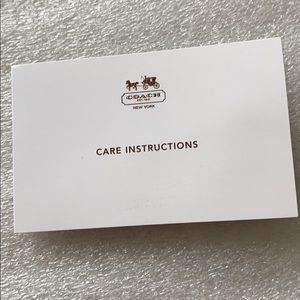 COACH
EST. 1941
NEW YORK
CARE INSTRUCTIONS